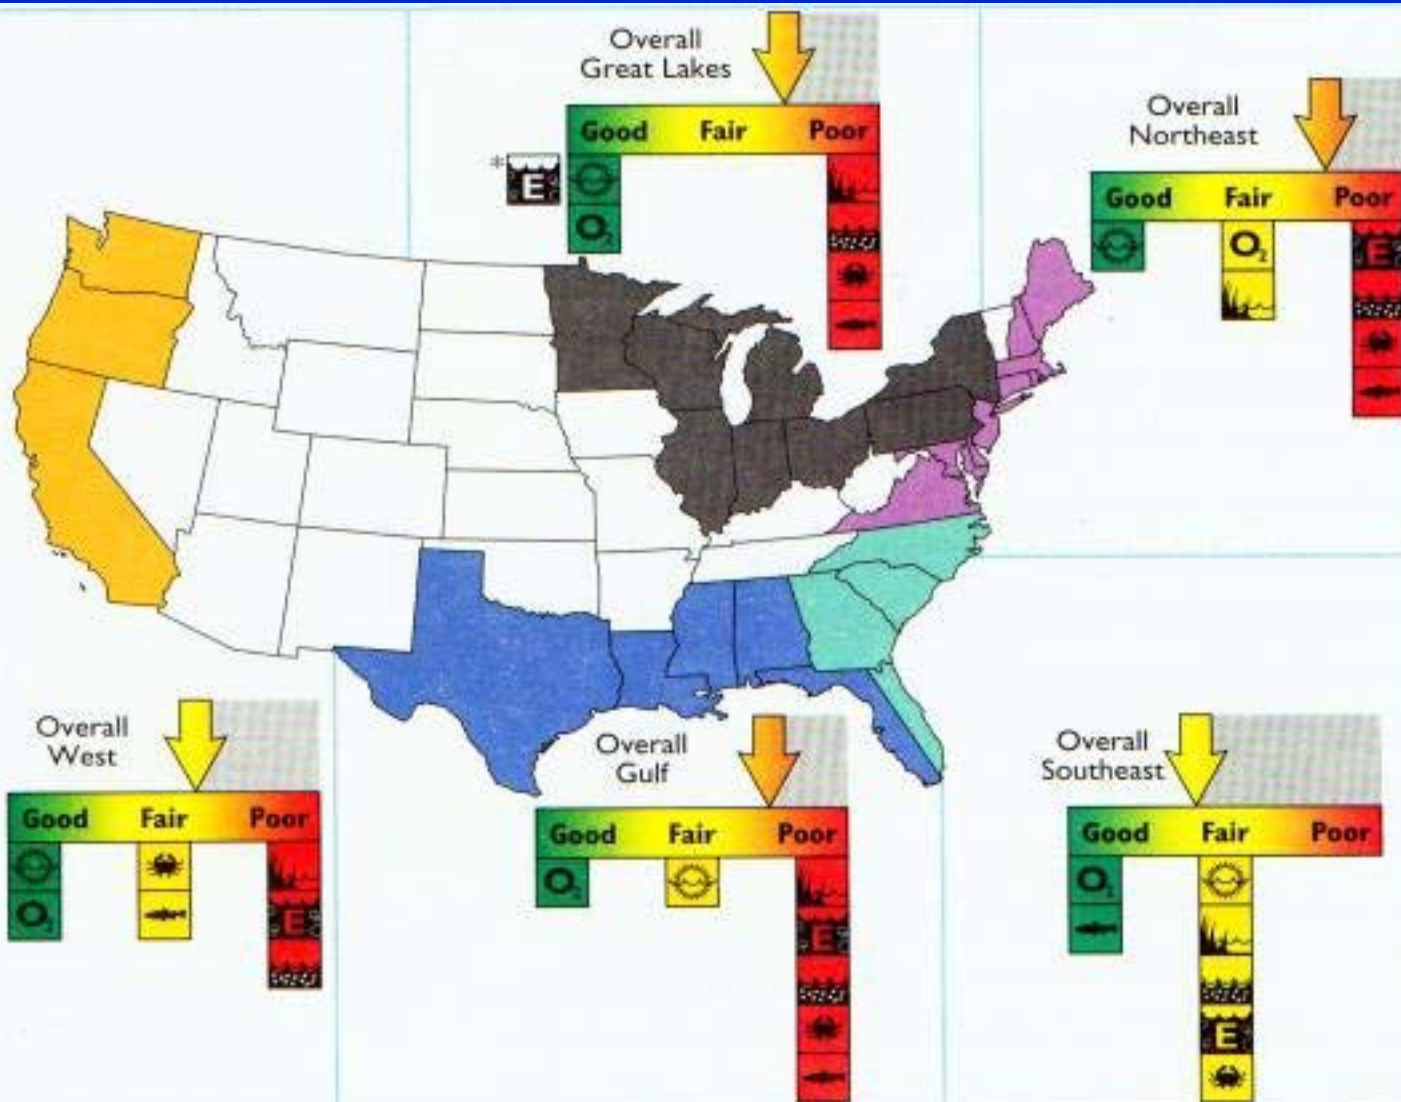 Overall
Great Lakes
Good Fair Poor
* E
O₂
Overall
Northeast
Good Fair Poor
O₂
E
Overall
West
Good Fair Poor
O₂
E
Overall
Gulf
Good Fair Poor
O₂
E
Overall
Southeast
Good Fair Poor
O₂
E